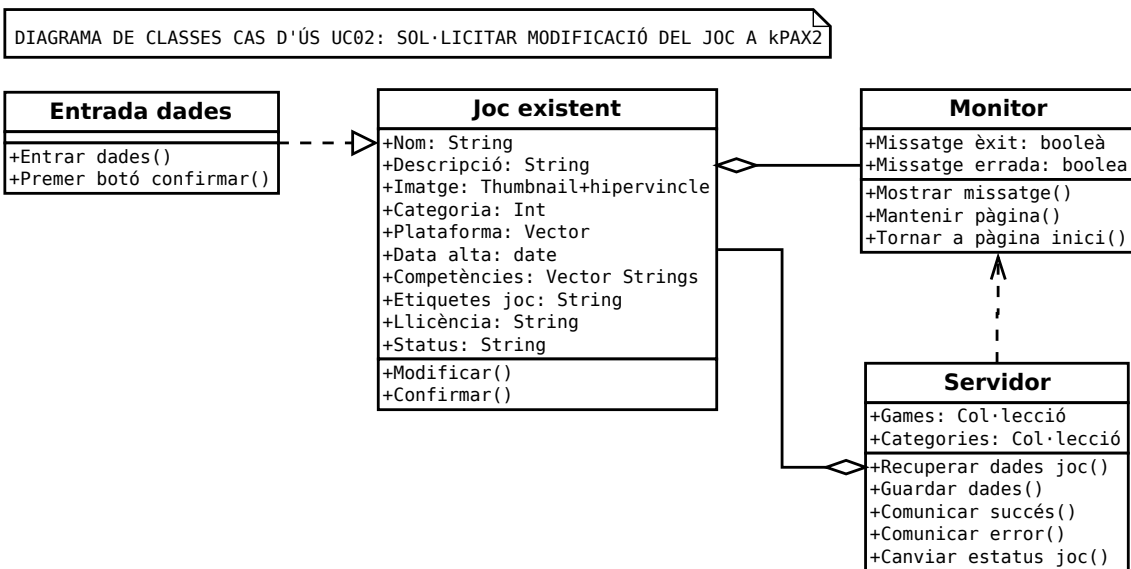 DIAGRAMA DE CLASSES CAS D'ÚS UC02: SOL·LICITAR MODIFICACIÓ DEL JOC A kPAX2
Entrada dades
+Entrar dades()
+Premer botó confirmar()
Joc existent
+Nom: String
+Descripció: String
+Imatge: Thumbnail+hipervincle
+Categoria: Int
+Plataforma: Vector
+Data alta: date
+Competències: Vector Strings
+Etiquetes joc: String
+Llicència: String
+Status: String
+Modificar()
+Confirmar()
Monitor
+Missatge èxit: booleà
+Missatge errada: boolea
+Mostrar missatge()
+Mantenir pàgina()
+Tornar a pàgina inici()
Servidor
+Games: Col·lecció
+Categories: Col·lecció
+Recuperar dades joc()
+Guardar dades()
+Comunicar succés()
+Comunicar error()
+Canviar estatus joc()